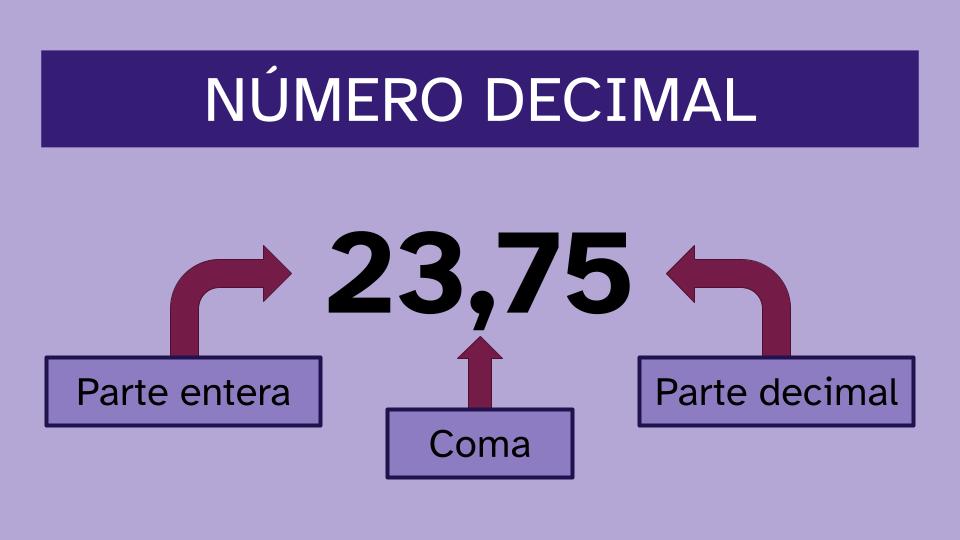 NÚMERO DECIMAL
23,75
Parte entera
Coma
Parte decimal